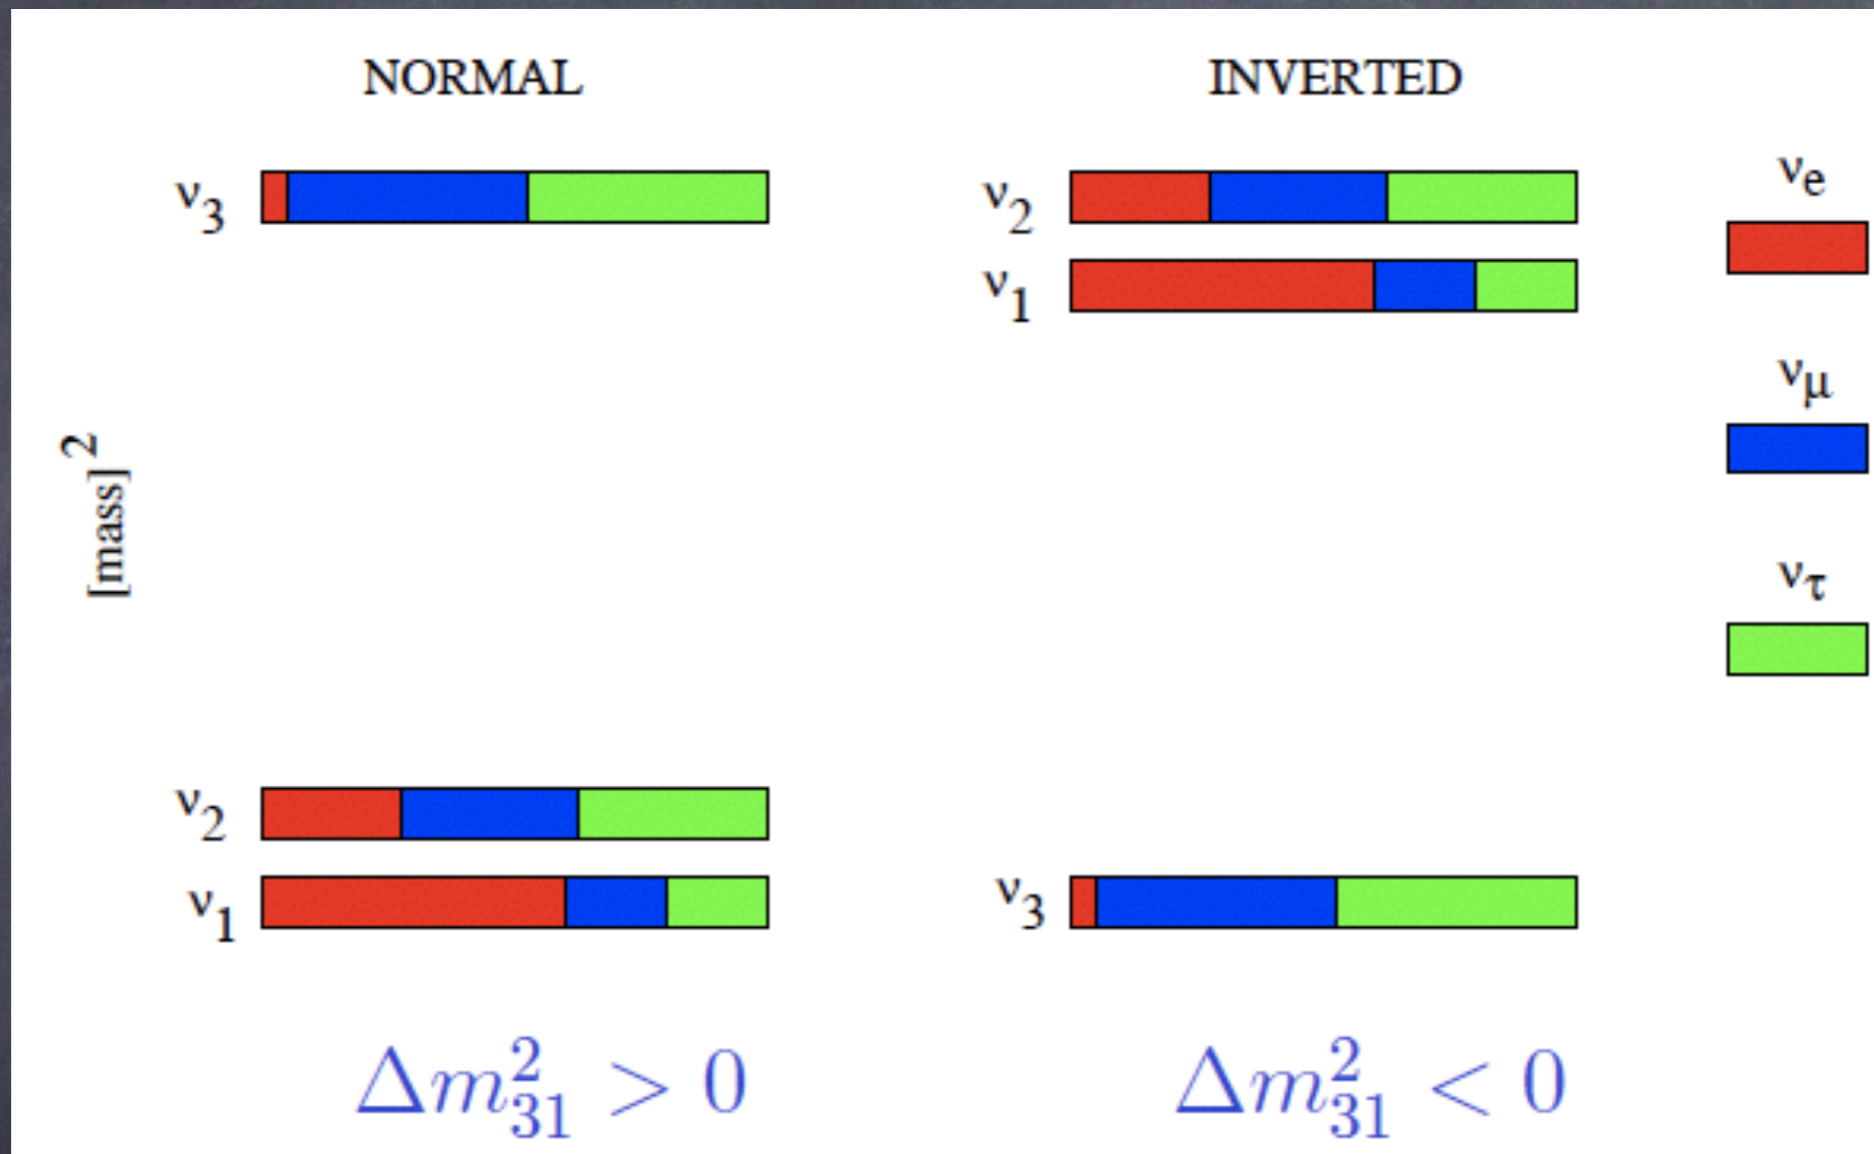 NORMAL
INVERTED
ν₃
ν₂
ν₁
νe
νμ
ντ
[mass]²
ν₂
ν₁
ν₃
Δm²₃₁ > 0
Δm²₃₁ < 0